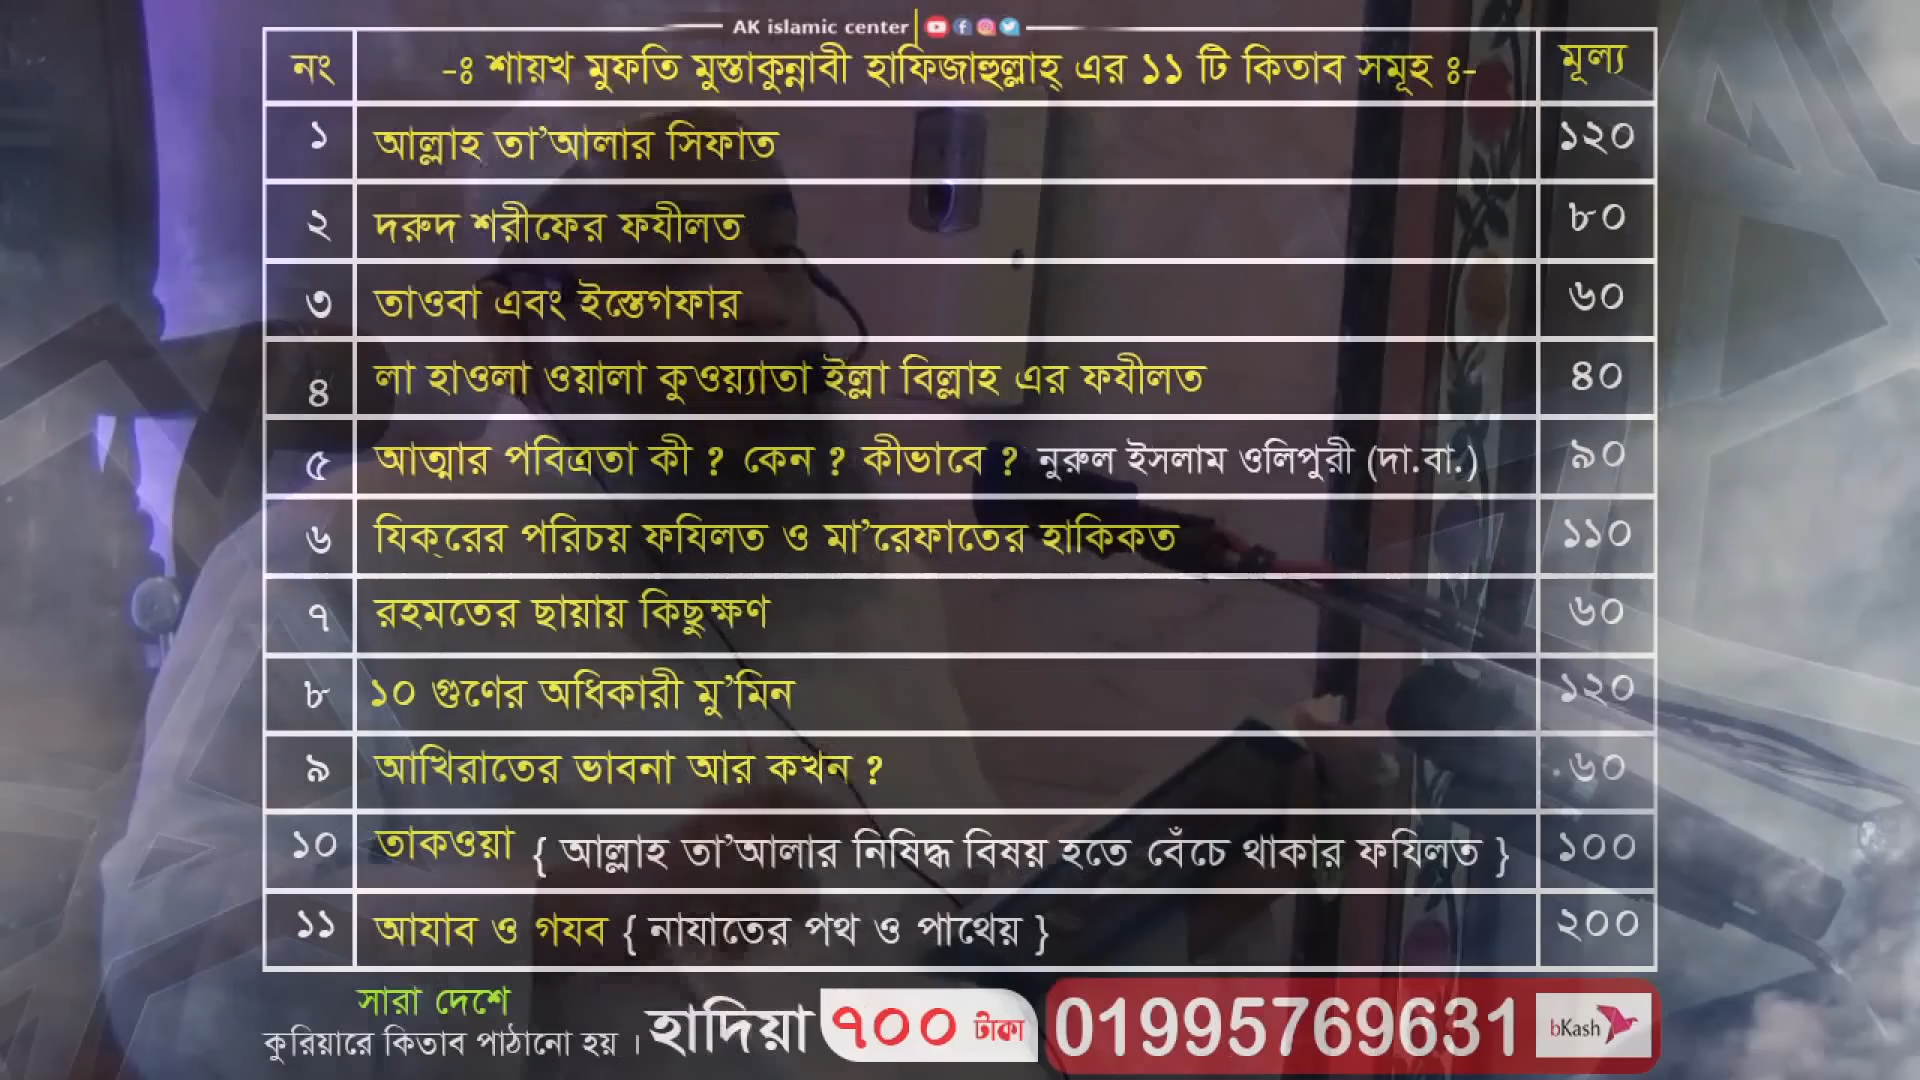 AK islamic center
নং -ঃ শায়খ মুফতি মুস্তাকুন্নাবী হাফিজাহুল্লাহ্ এর ১১ টি কিতাব সমূহ ঃ- মূল্য
১ আল্লাহ তা’আলার সিফাত ১২০
২ দরুদ শরীফের ফযীলত ৮০
৩ তাওবা এবং ইস্তেগফার ৬০
৪ লা হাওলা ওয়ালা কুওয়্যাতা ইল্লা বিল্লাহ এর ফযীলত ৪০
৫ আত্মার পবিত্রতা কী ? কেন ? কীভাবে ? নুরুল ইসলাম ওলিপুরী (দা.বা.) ৯০
৬ যিক্‌রের পরিচয় ফযিলত ও মা’রেফাতের হাকিকত ১১০
৭ রহমতের ছায়ায় কিছুক্ষণ ৬০
৮ ১০ গুণের অধিকারী মু’মিন ১২০
৯ আখিরাতের ভাবনা আর কখন ? ৬০
১০ তাকওয়া { আল্লাহ তা’আলার নিষিদ্ধ বিষয় হতে বেঁচে থাকার ফযিলত } ১০০
১১ আযাব ও গযব { নাযাতের পথ ও পাথেয় } ২০০
সারা দেশে
কুরিয়ারে কিতাব পাঠানো হয় । হাদিয়া ৭০০ টাকা 01995769631 bKash